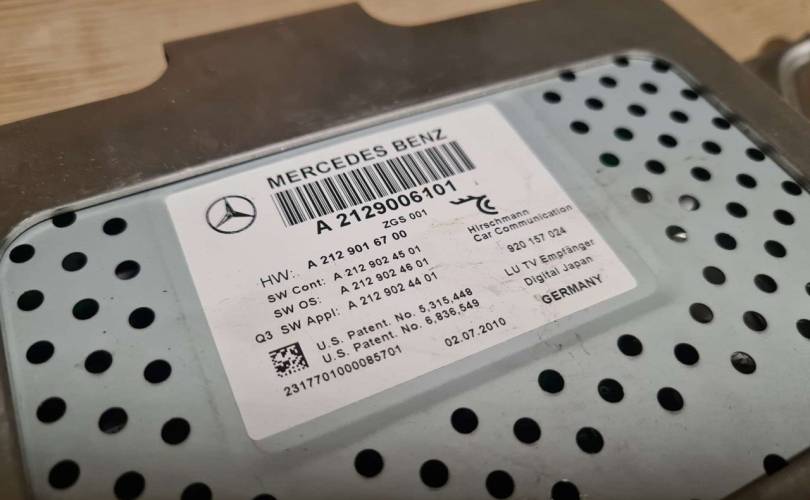 MERCEDES BENZ
A 2129006101
ZGS 001
HW: A 212 901 67 00
SW Cont: A 212 902 45 01
SW OS: A 212 902 46 01
Q3 SW Appl: A 212 902 44 01
U.S. Patent. No. 5,315,448
U.S. Patent. No. 6,836,549
2317701000085701
02.07.2010
Hirschmann
Car Communication
920 157 024
LU TV Empfänger
Digital Japan
GERMANY